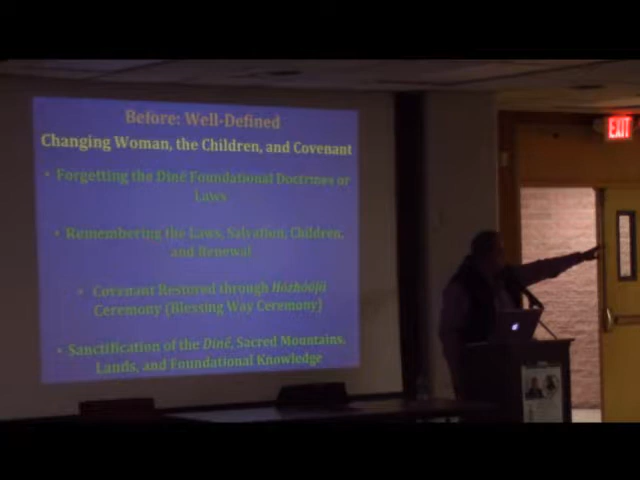 Before: Well-Defined
Changing Woman, the Children, and Covenant
• Forgetting the Diné Foundational Doctrines or
Laws
• Remembering the Laws, Salvation, Children,
and Renewal
• Covenant Restored through Hózhóojí
Ceremony (Blessing Way Ceremony)
• Sanctification of the Diné, Sacred Mountains,
Lands, and Foundational Knowledge
EXIT